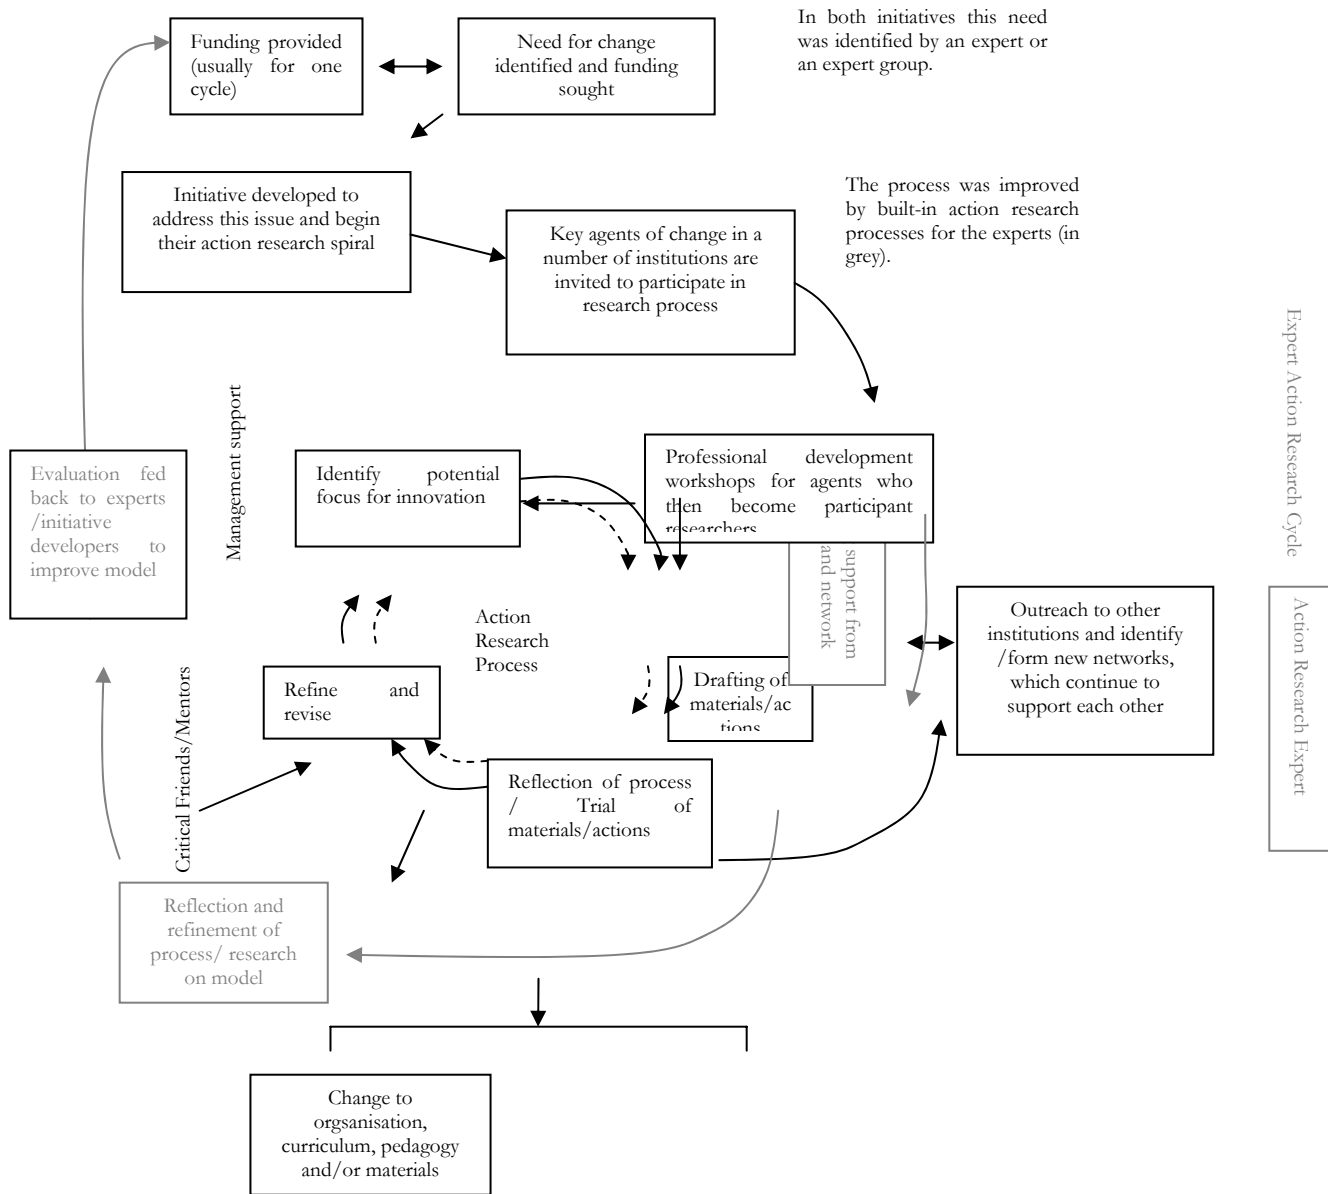 Funding provided
(usually for one
cycle)
Need for change
identified and funding
sought
In both initiatives this need
was identified by an expert or
an expert group.
Initiative developed to
address this issue and begin
their action research spiral
Key agents of change in a
number of institutions are
invited to participate in
research process
The process was improved
by built-in action research
processes for the experts (in
grey).
Expert Action Research Cycle
Management support
Evaluation fed
back to experts
/initiative
developers to
improve model
Identify potential
focus for innovation
Professional development
workshops for agents who
then become participant
researchers
support from
and network
Action
Research
Process
Outreach to other
institutions and identify
/form new networks,
which continue to
support each other
Action Research Expert
Refine and
revise
Drafting of
materials/ac
tions
Critical Friends/Mentors
Reflection of process
/ Trial of
materials/actions
Reflection and
refinement of
process/ research
on model
Change to
orgsanisation,
curriculum, pedagogy
and/or materials